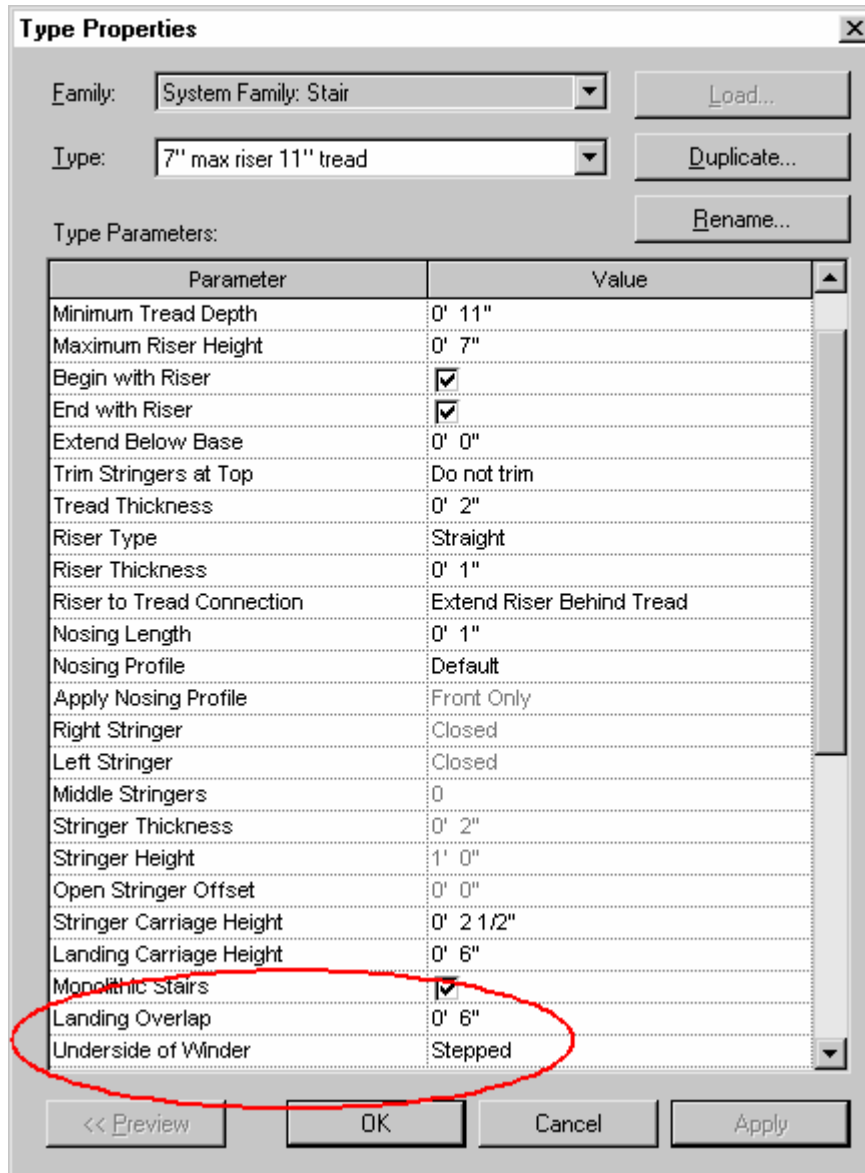 Type Properties
Family: System Family: Stair Load...
Type: 7" max riser 11" tread Duplicate...
Rename...
Type Parameters:
Parameter Value
Minimum Tread Depth 0' 11"
Maximum Riser Height 0' 7"
Begin with Riser
End with Riser
Extend Below Base 0' 0"
Trim Stringers at Top Do not trim
Tread Thickness 0' 2"
Riser Type Straight
Riser Thickness 0' 1"
Riser to Tread Connection Extend Riser Behind Tread
Nosing Length 0' 1"
Nosing Profile Default
Apply Nosing Profile Front Only
Right Stringer Closed
Left Stringer Closed
Middle Stringers 0
Stringer Thickness 0' 2"
Stringer Height 1' 0"
Open Stringer Offset 0' 0"
Stringer Carriage Height 0' 2 1/2"
Landing Carriage Height 0' 6"
Monolithic Stairs
Landing Overlap 0' 6"
Underside of Winder Stepped
<< Preview OK Cancel Apply